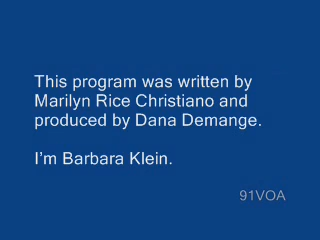 This program was written by
Marilyn Rice Christiano and
produced by Dana Demange.
I'm Barbara Klein.
91VOA